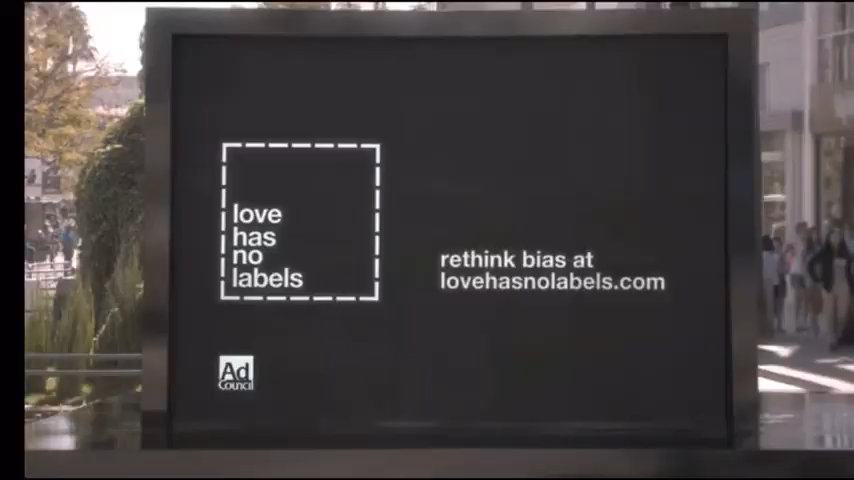 love
has
no
labels
rethink bias at
lovehasnolabels.com
Ad
Council